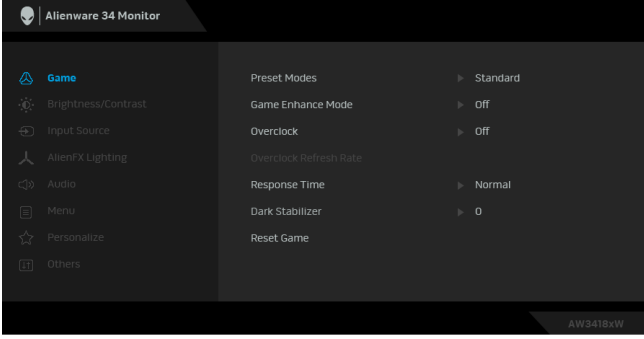 Alienware 34 Monitor
Game
Brightness/Contrast
Input Source
AlienFX Lighting
Audio
Menu
Personalize
Others
Preset Modes Standard
Game Enhance Mode Off
Overclock Off
Overclock Refresh Rate
Response Time Normal
Dark Stabilizer 0
Reset Game
AW3418xW